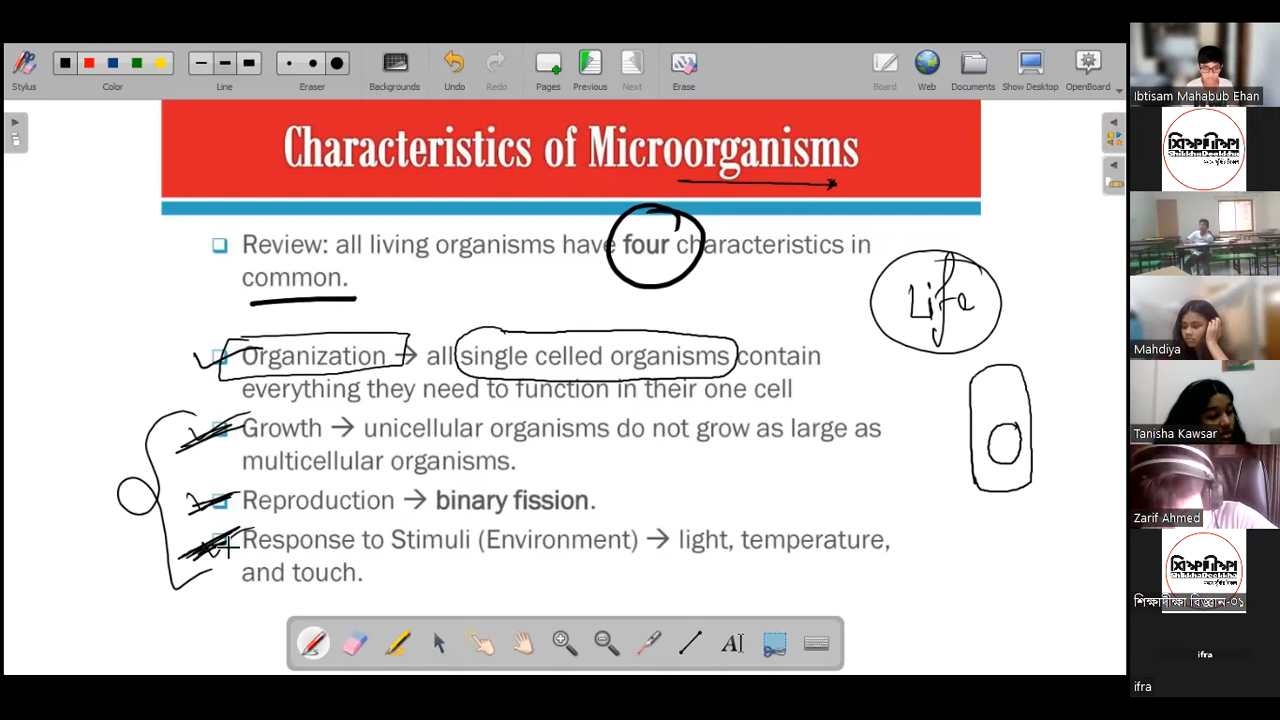 Stylus
Color
Line
Eraser
Backgrounds
Undo
Redo
Pages
Previous
Next
Erase
Board
Web
Documents
Show Desktop
OpenBoard
Characteristics of Microorganisms
❑ Review: all living organisms have four characteristics in
common.
Life
Organization → all single celled organisms contain
everything they need to function in their one cell
Growth → unicellular organisms do not grow as large as
multicellular organisms.
Reproduction → binary fission.
Response to Stimuli (Environment) → light, temperature,
and touch.
Ibtisam Mahabub Ehan
শিক্ষাদীক্ষা
ShikkhaDeekkha
Mahdiya
Tanisha Kawsar
Zarif Ahmed
শিক্ষাদীক্ষা
ShikkhaDeekkha
শিক্ষাদীক্ষা বিজ্ঞান-০১
ifra
ifra